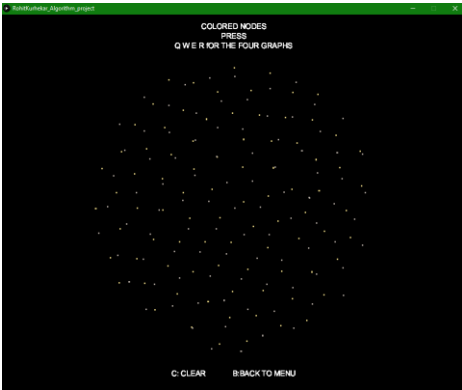 RohitKurhekar_Algorithm_project
COLORED NODES
PRESS
Q W E R fOR THE FOUR GRAPHS
C: CLEAR B:BACK TO MENU